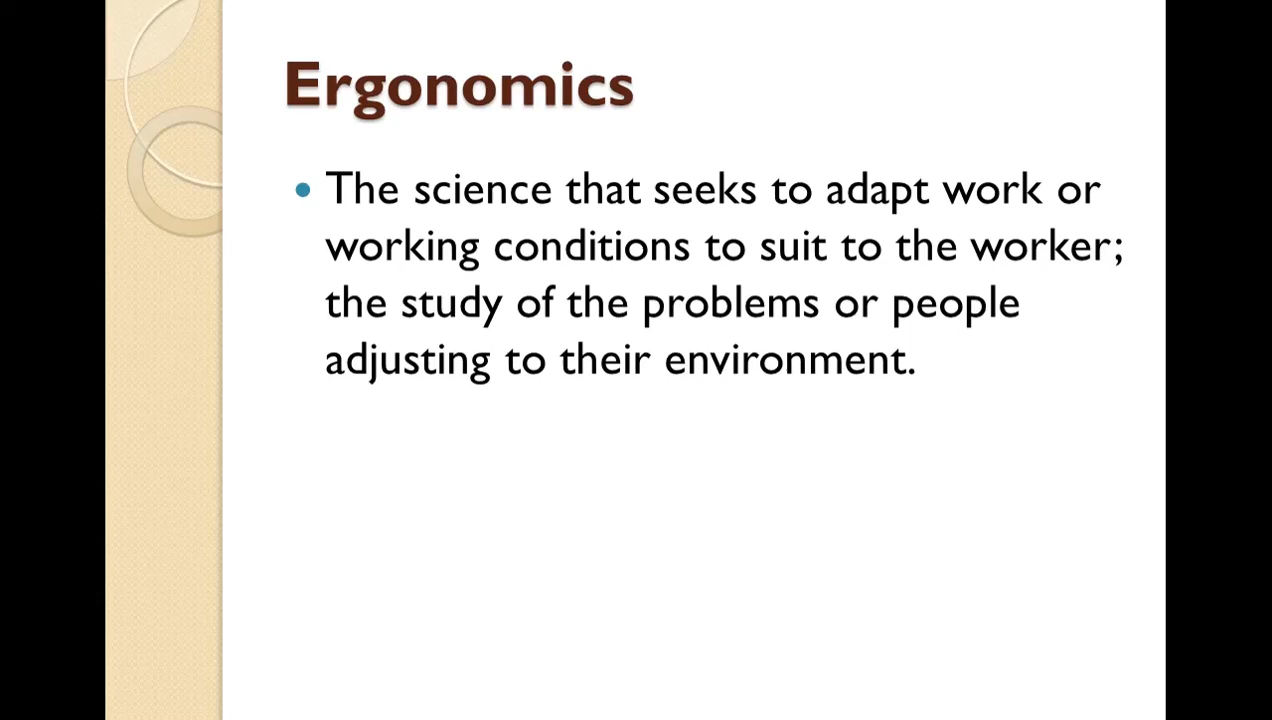 Ergonomics
The science that seeks to adapt work or
working conditions to suit to the worker;
the study of the problems or people
adjusting to their environment.